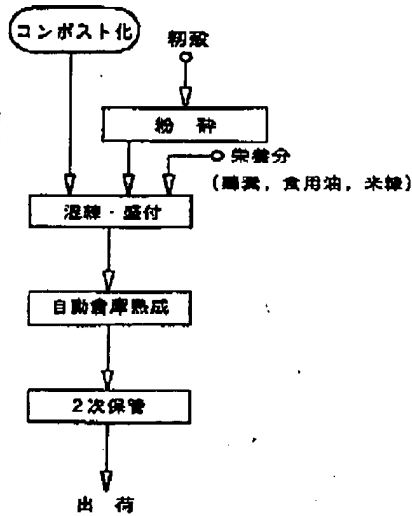 コンポスト化
籾殻
粉砕
栄養分
(鶏糞，食用油，米糠)
混練・盛付
自動倉庫熟成
2次保管
出荷